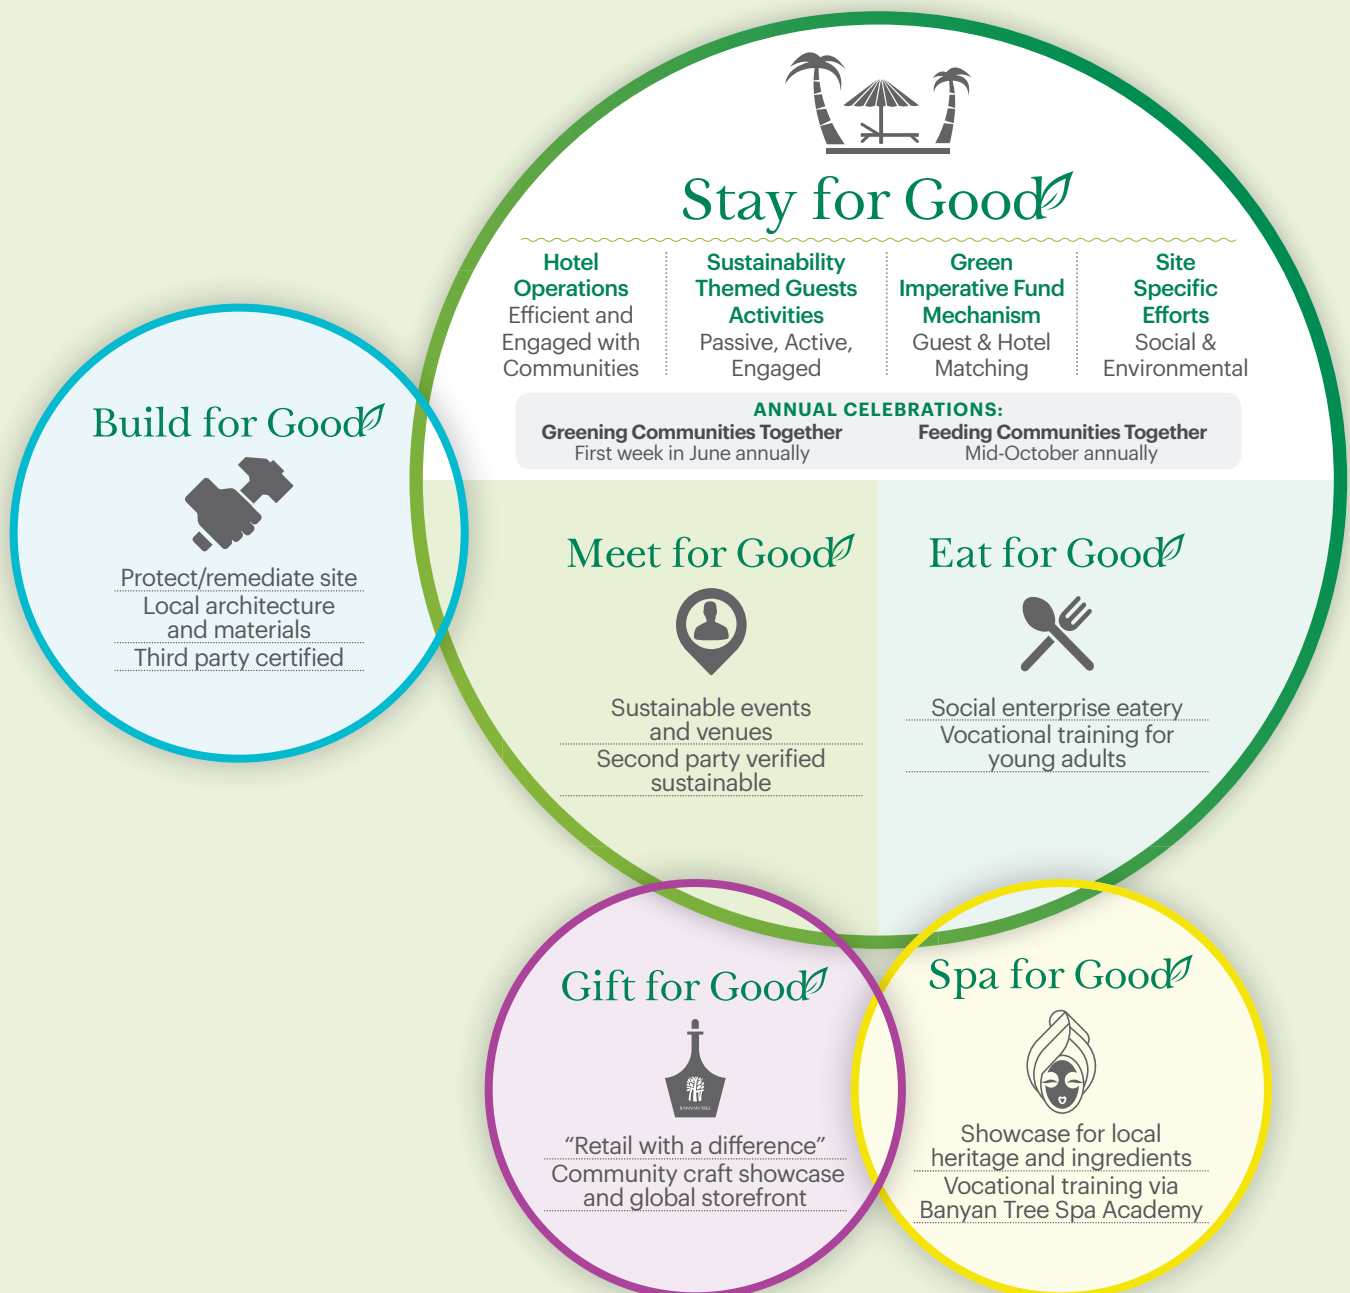 Stay for Good
Hotel
Operations
Efficient and
Engaged with
Communities
Sustainability
Themed Guests
Activities
Passive, Active,
Engaged
Green
Imperative Fund
Mechanism
Guest & Hotel
Matching
Site
Specific
Efforts
Social &
Environmental
ANNUAL CELEBRATIONS:
Greening Communities Together
First week in June annually
Feeding Communities Together
Mid-October annually
Build for Good
Protect/remediate site
Local architecture
and materials
Third party certified
Meet for Good
Sustainable events
and venues
Second party verified
sustainable
Eat for Good
Social enterprise eatery
Vocational training for
young adults
Gift for Good
BANYAN TREE
“Retail with a difference”
Community craft showcase
and global storefront
Spa for Good
Showcase for local
heritage and ingredients
Vocational training via
Banyan Tree Spa Academy